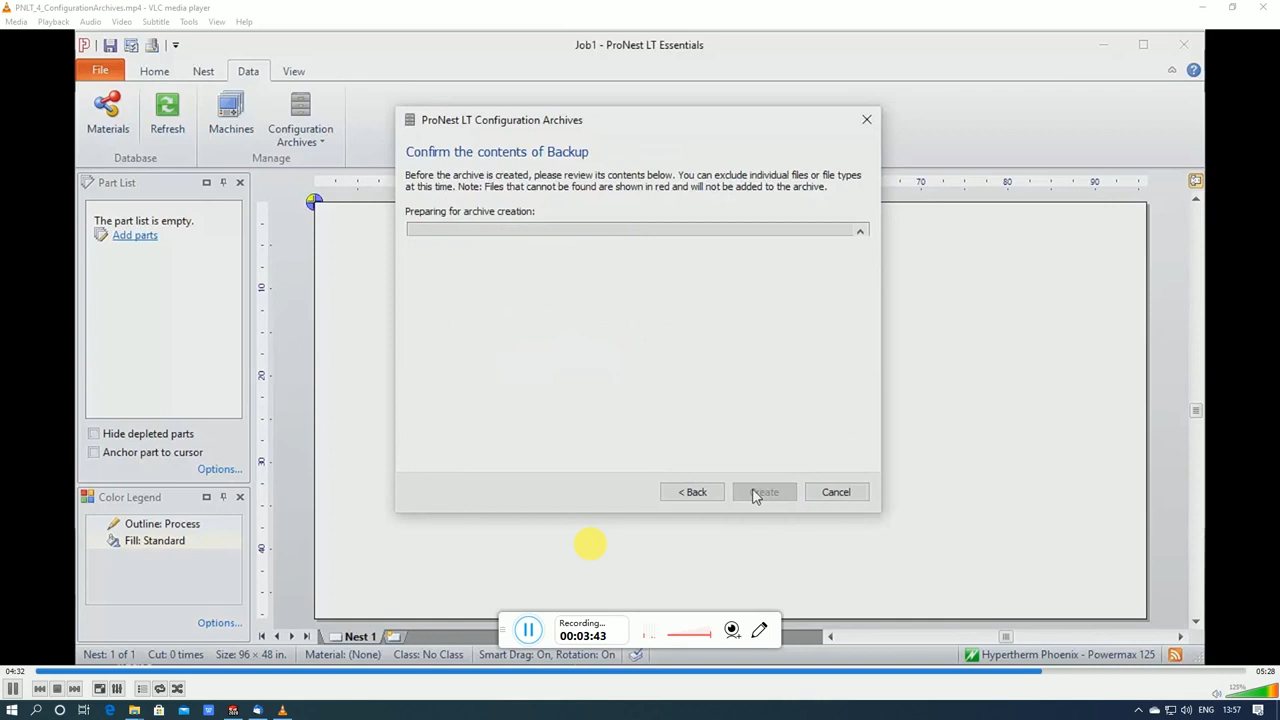 PNLT_4_ConfigurationArchives.mp4 - VLC media player
Media Playback Audio Video Subtitle Tools View Help
Job1 - ProNest LT Essentials
File Home Nest Data View
Materials Refresh Machines Configuration Archives
Database Manage
Part List
The part list is empty.
Add parts
Hide depleted parts
Anchor part to cursor
Options...
Color Legend
Outline: Process
Fill: Standard
Options...
70 80 90
10
20
30
40
ProNest LT Configuration Archives
Confirm the contents of Backup
Before the archive is created, please review its contents below. You can exclude individual files or file types
at this time. Note: Files that cannot be found are shown in red and will not be added to the archive.
Preparing for archive creation:
< Back Create Cancel
Recording...
00:03:43
Nest 1
Nest: 1 of 1 Cut: 0 times Size: 96 × 48 in. Material: (None) Class: No Class Smart Drag: On, Rotation: On Hypertherm Phoenix - Powermax 125
04:32 05:28
125%
ENG 13:57